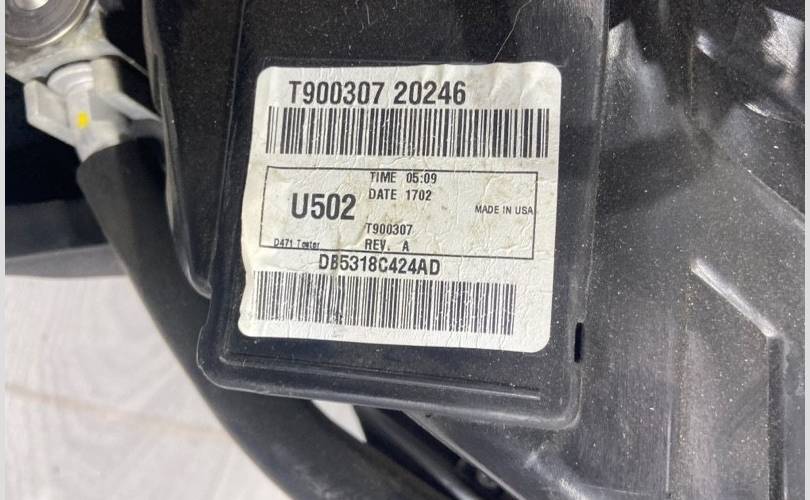 T900307 20246
TIME 05:09
DATE 1702
U502
MADE IN USA
T900307
D471 Tester
REV. A
DB5318C424AD